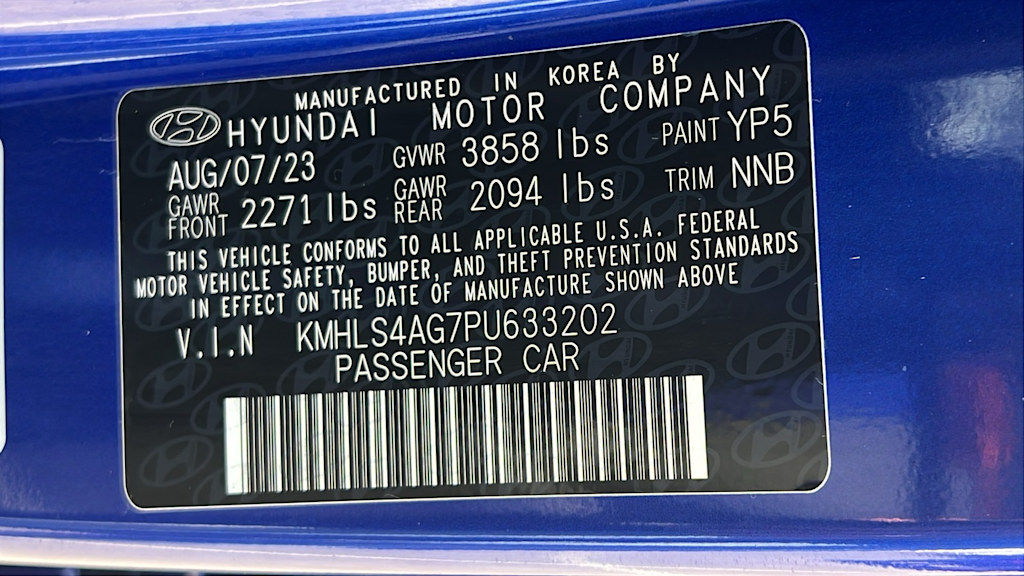 MANUFACTURED IN KOREA BY
HYUNDAI MOTOR COMPANY
AUG/07/23 GVWR 3858 lbs PAINT YP5
GAWR FRONT 2271 lbs GAWR REAR 2094 lbs TRIM NNB
THIS VEHICLE CONFORMS TO ALL APPLICABLE U.S.A. FEDERAL
MOTOR VEHICLE SAFETY, BUMPER, AND THEFT PREVENTION STANDARDS
IN EFFECT ON THE DATE OF MANUFACTURE SHOWN ABOVE
V.I.N KMHLS4AG7PU633202
PASSENGER CAR